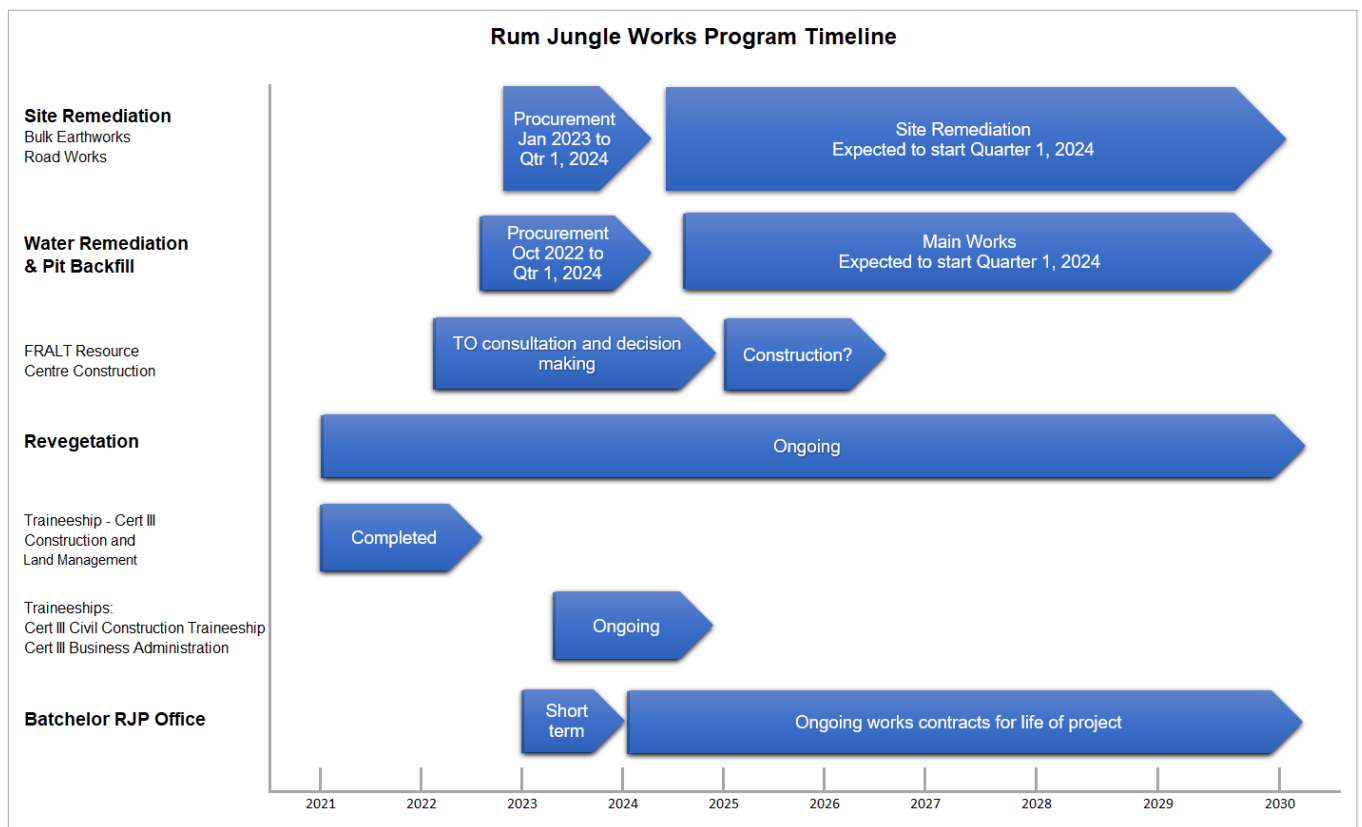 Rum Jungle Works Program Timeline
Site Remediation
Bulk Earthworks
Road Works
Procurement
Jan 2023 to
Qtr 1, 2024
Site Remediation
Expected to start Quarter 1, 2024
Water Remediation
& Pit Backfill
Procurement
Oct 2022 to
Qtr 1, 2024
Main Works
Expected to start Quarter 1, 2024
FRALT Resource
Centre Construction
TO consultation and decision
making
Construction?
Revegetation
Ongoing
Traineeship - Cert III
Construction and
Land Management
Completed
Traineeships:
Cert III Civil Construction Traineeship
Cert III Business Administration
Ongoing
Batchelor RJP Office
Short
term
Ongoing works contracts for life of project
2021 2022 2023 2024 2025 2026 2027 2028 2029 2030